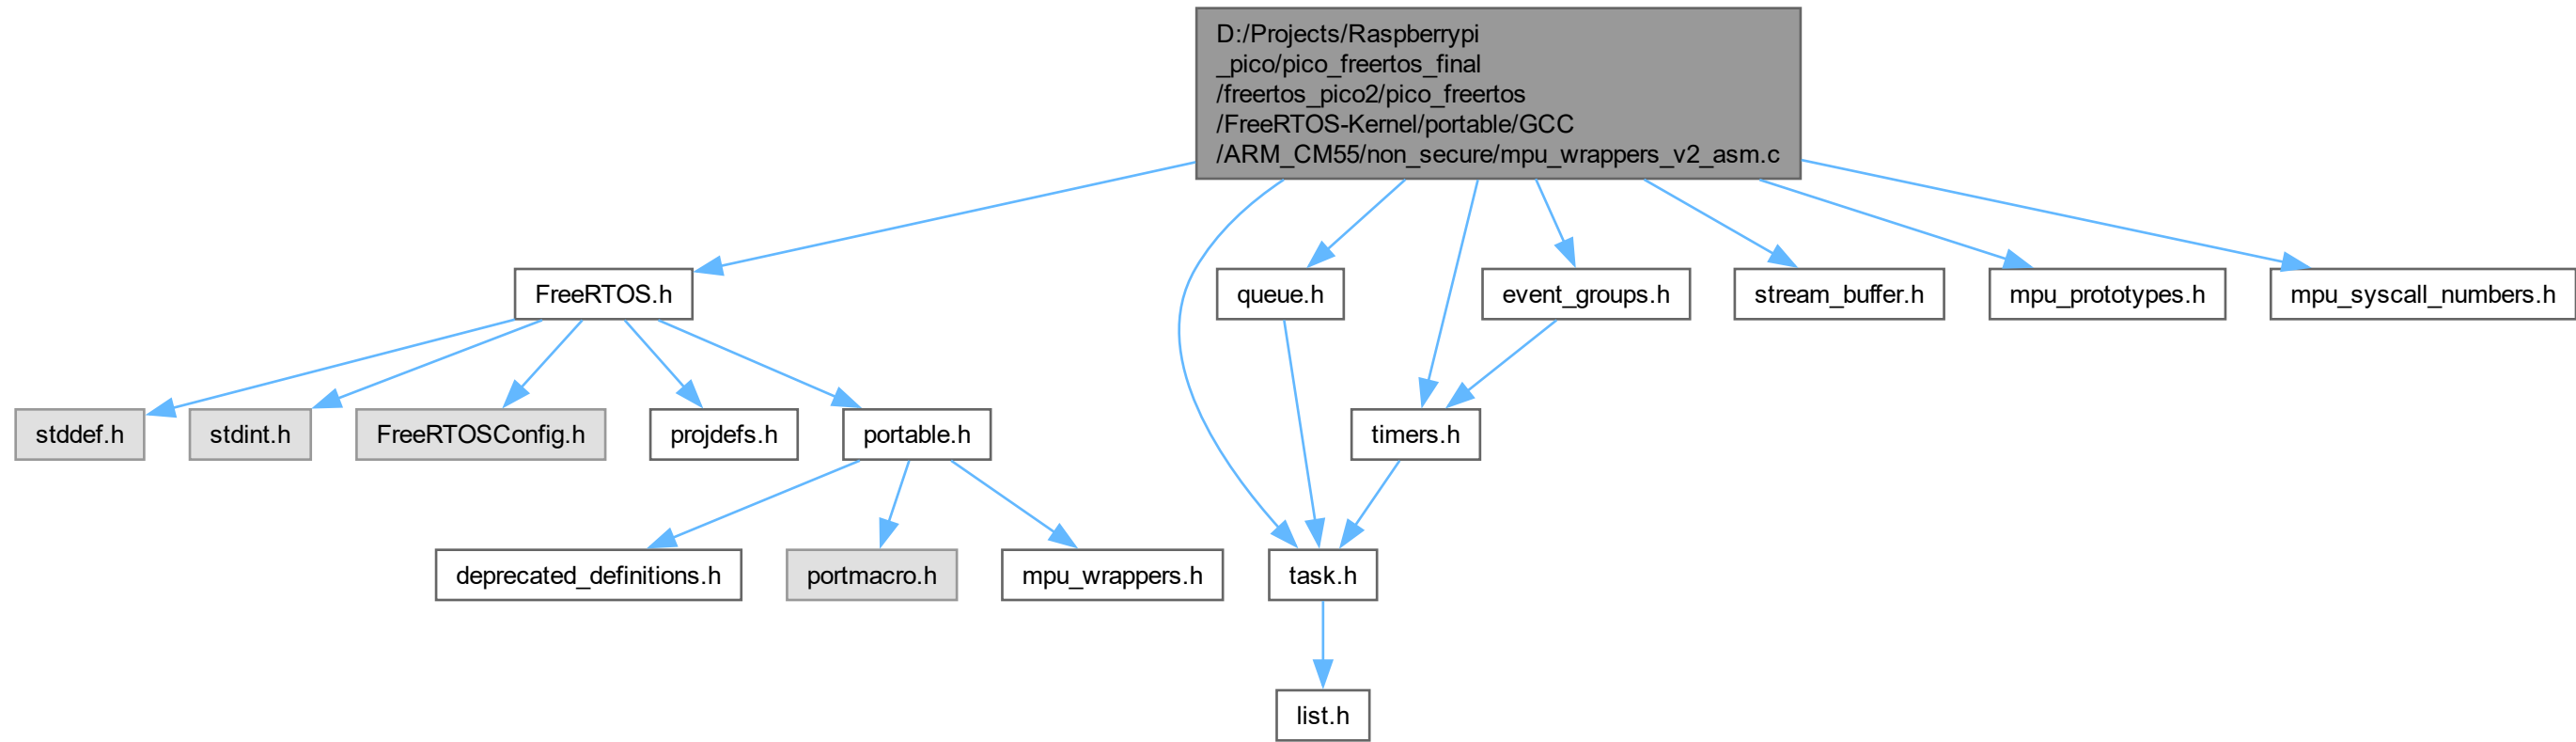 D:/Projects/Raspberrypi
_pico/pico_freertos_final
/freertos_pico2/pico_freertos
/FreeRTOS-Kernel/portable/GCC
/ARM_CM55/non_secure/mpu_wrappers_v2_asm.c
FreeRTOS.h
queue.h
event_groups.h
stream_buffer.h
mpu_prototypes.h
mpu_syscall_numbers.h
stddef.h
stdint.h
FreeRTOSConfig.h
projdefs.h
portable.h
timers.h
deprecated_definitions.h
portmacro.h
mpu_wrappers.h
task.h
list.h